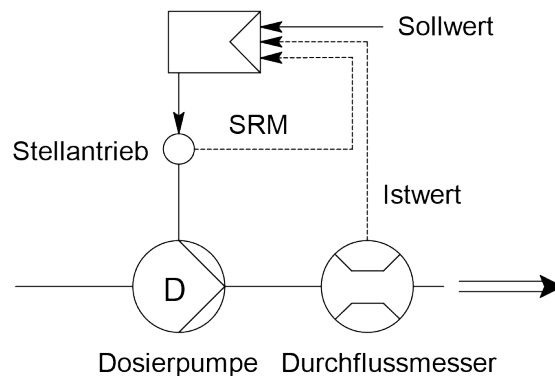 Sollwert
SRM
Stellantrieb
Istwert
D
Dosierpumpe Durchflussmesser